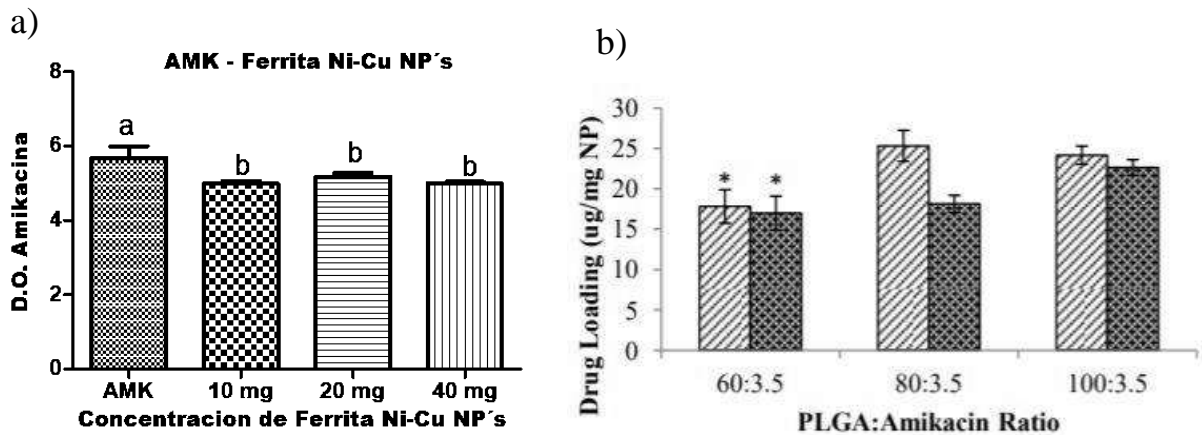 a)
AMK - Ferrita Ni-Cu NP´s
D.O. Amikacina
8
6
4
2
0
a
b
b
b
AMK
10 mg
20 mg
40 mg
Concentracion de Ferrita Ni-Cu NP´s
b)
Drug Loading (ug/mg NP)
30
25
20
15
10
5
0
*
*
60:3.5
80:3.5
100:3.5
PLGA:Amikacin Ratio